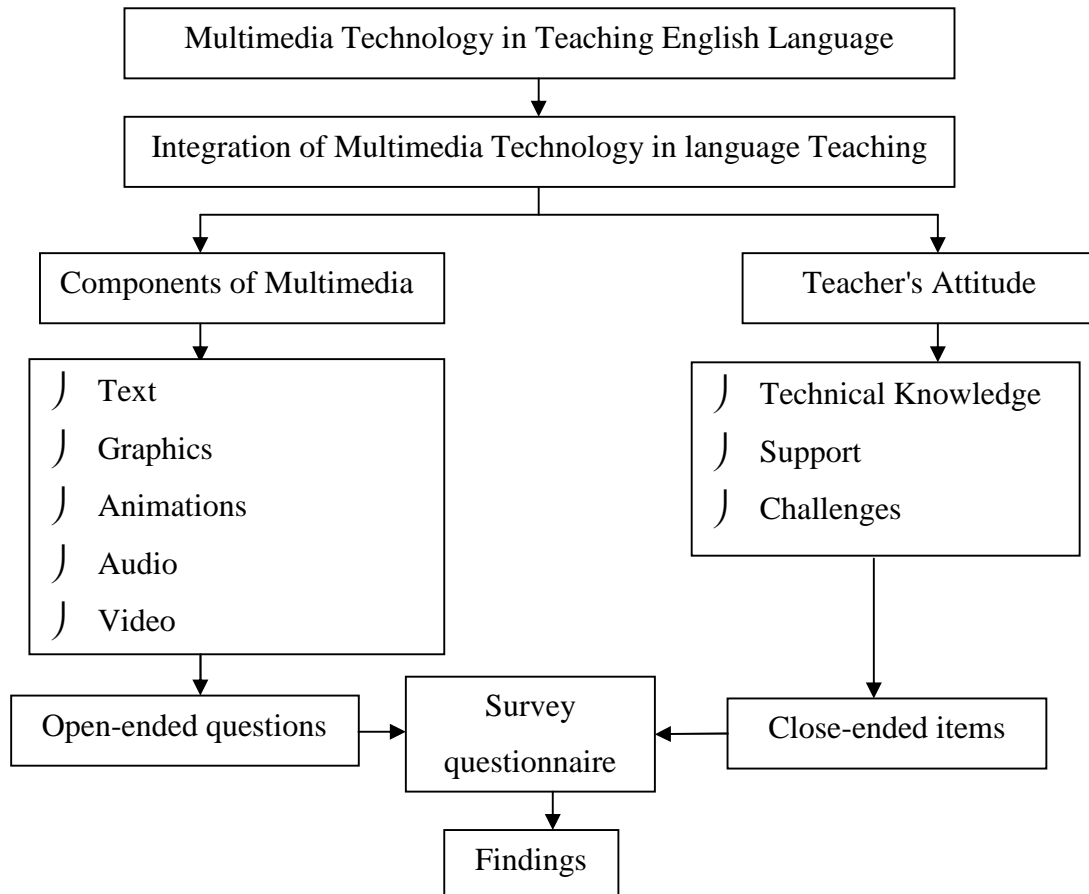 Multimedia Technology in Teaching English Language
Integration of Multimedia Technology in language Teaching
Components of Multimedia
Teacher's Attitude
Text
Graphics
Animations
Audio
Video
Technical Knowledge
Support
Challenges
Open-ended questions
Survey
questionnaire
Close-ended items
Findings